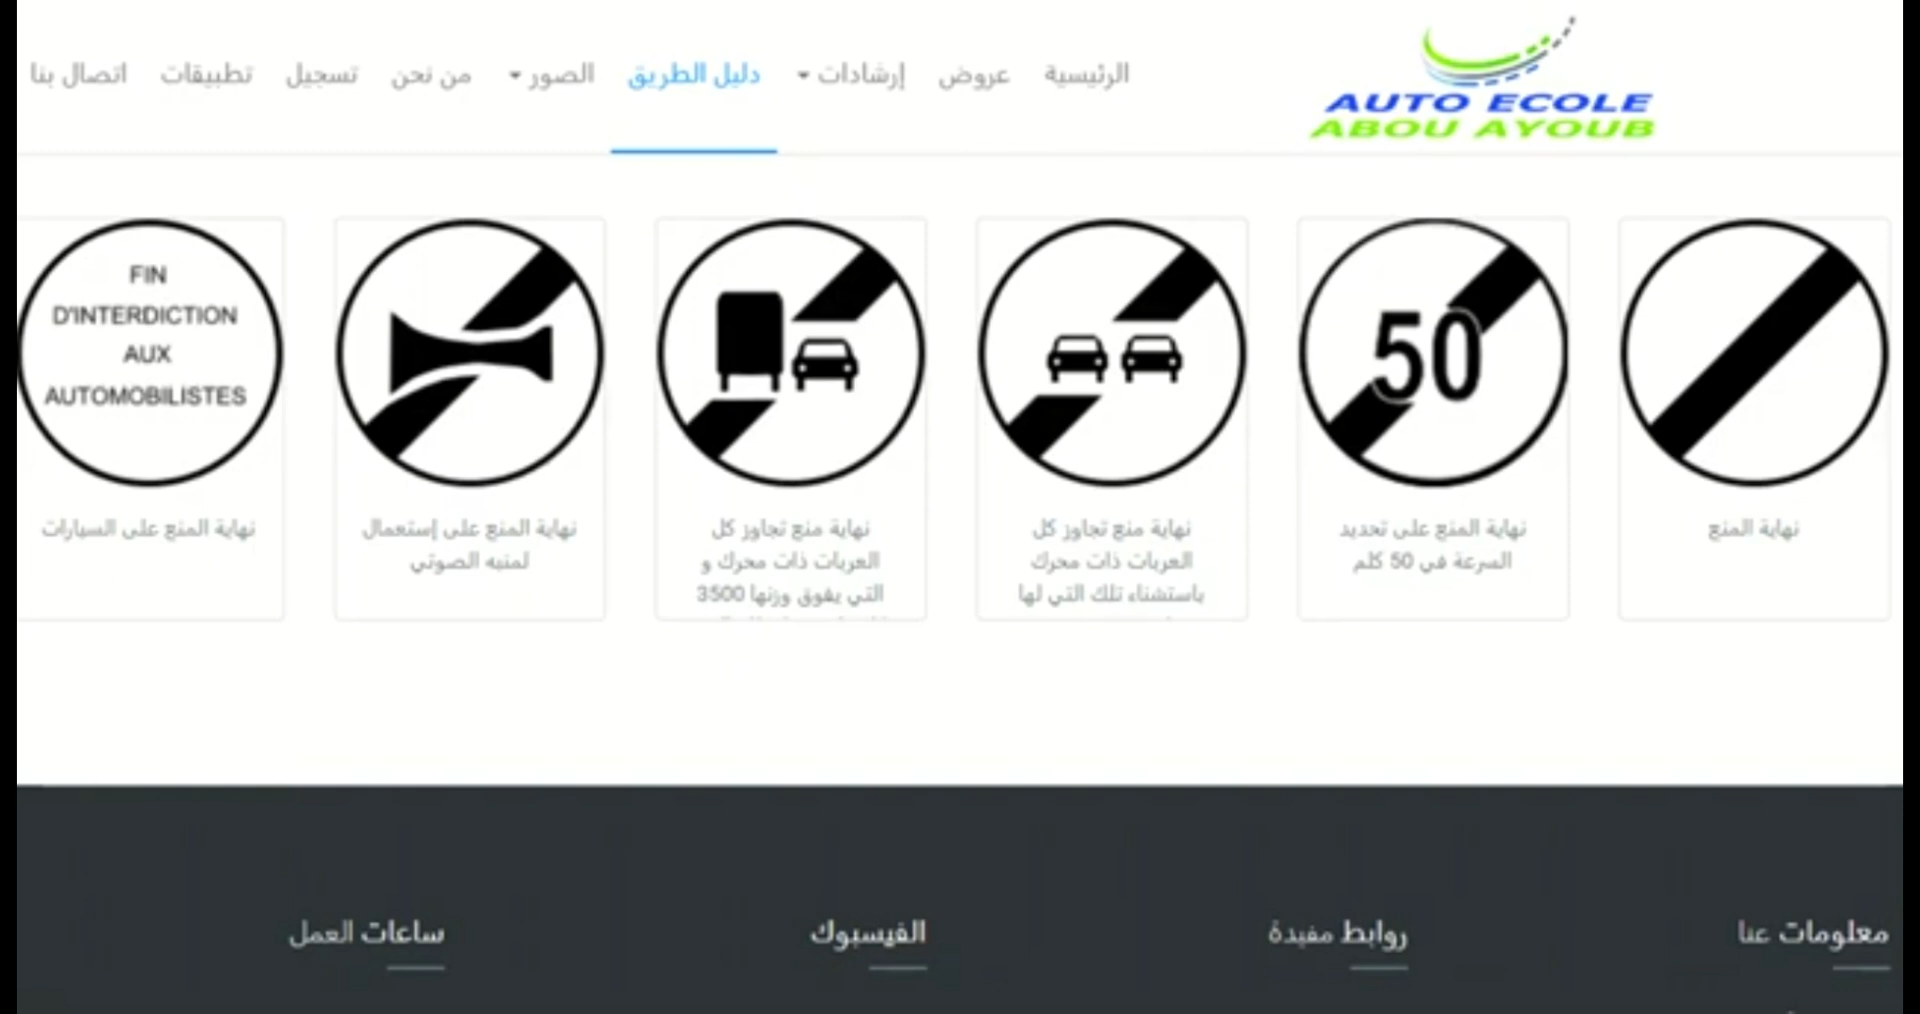 AUTO ECOLE
ABOU AYOUB
الرئيسية
عروض
إرشادات
دليل الطريق
الصور
من نحن
تسجيل
تطبيقات
اتصال بنا
نهاية المنع
50
نهاية المنع على تحديد
السرعة في 50 كلم
نهاية منع تجاوز كل
العربات ذات محرك
باستشناء تلك التي لها
نهاية منع تجاوز كل
العربات ذات محرك و
التي يفوق وزنها 3500
نهاية المنع على إستعمال
لمنبه الصوتي
FIN
D'INTERDICTION
AUX
AUTOMOBILISTES
نهاية المنع على السيارات
معلومات عنا
روابط مفيدة
الفيسبوك
ساعات العمل